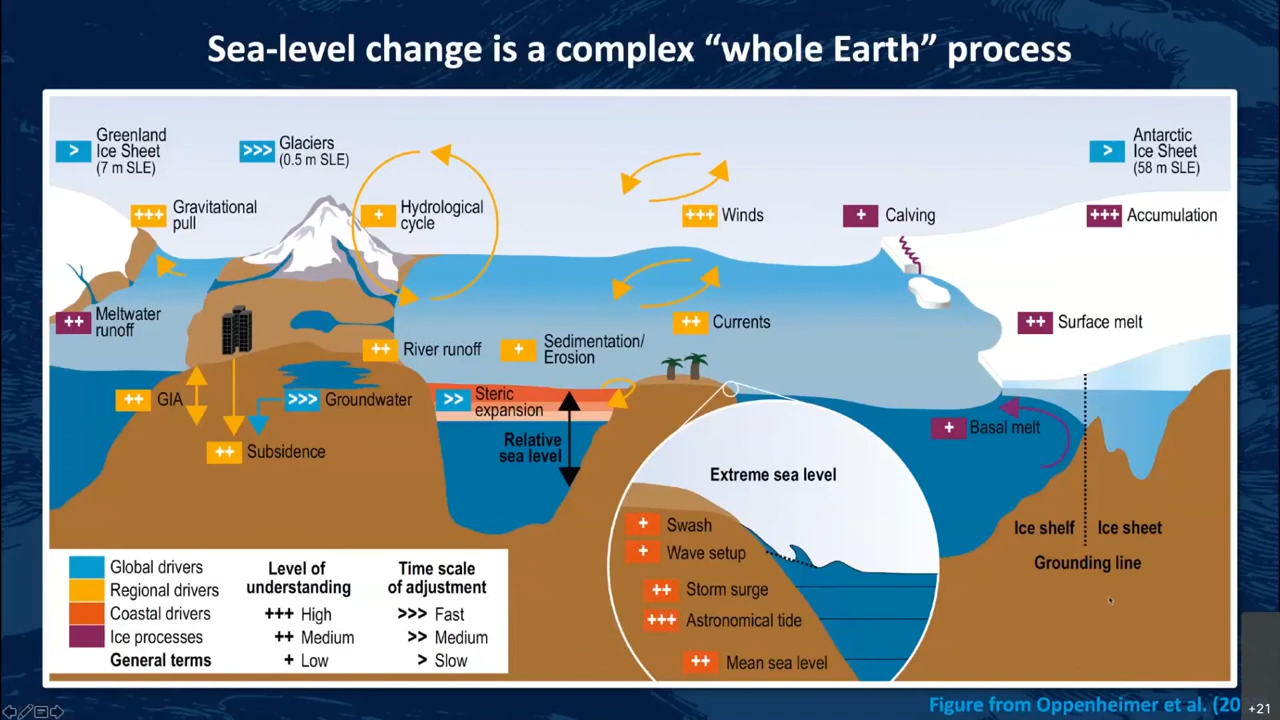 Sea-level change is a complex “whole Earth” process
> Greenland
Ice Sheet
(7 m SLE)
>>> Glaciers
(0.5 m SLE)
> Antarctic
Ice Sheet
(58 m SLE)
+++ Gravitational
pull
+ Hydrological
cycle
+++ Winds
+ Calving
+++ Accumulation
++ Meltwater
runoff
++ River runoff
+ Sedimentation/
Erosion
++ Currents
++ Surface melt
++ GIA
>>> Groundwater
>> Steric
expansion
Relative
sea level
++ Subsidence
+ Basal melt
Extreme sea level
+ Swash
+ Wave setup
++ Storm surge
+++ Astronomical tide
++ Mean sea level
Ice shelf
Ice sheet
Grounding line
Global drivers
Regional drivers
Coastal drivers
Ice processes
General terms
Level of
understanding
+++ High
++ Medium
+ Low
Time scale
of adjustment
>>> Fast
>> Medium
> Slow
Figure from Oppenheimer et al. (20
+21